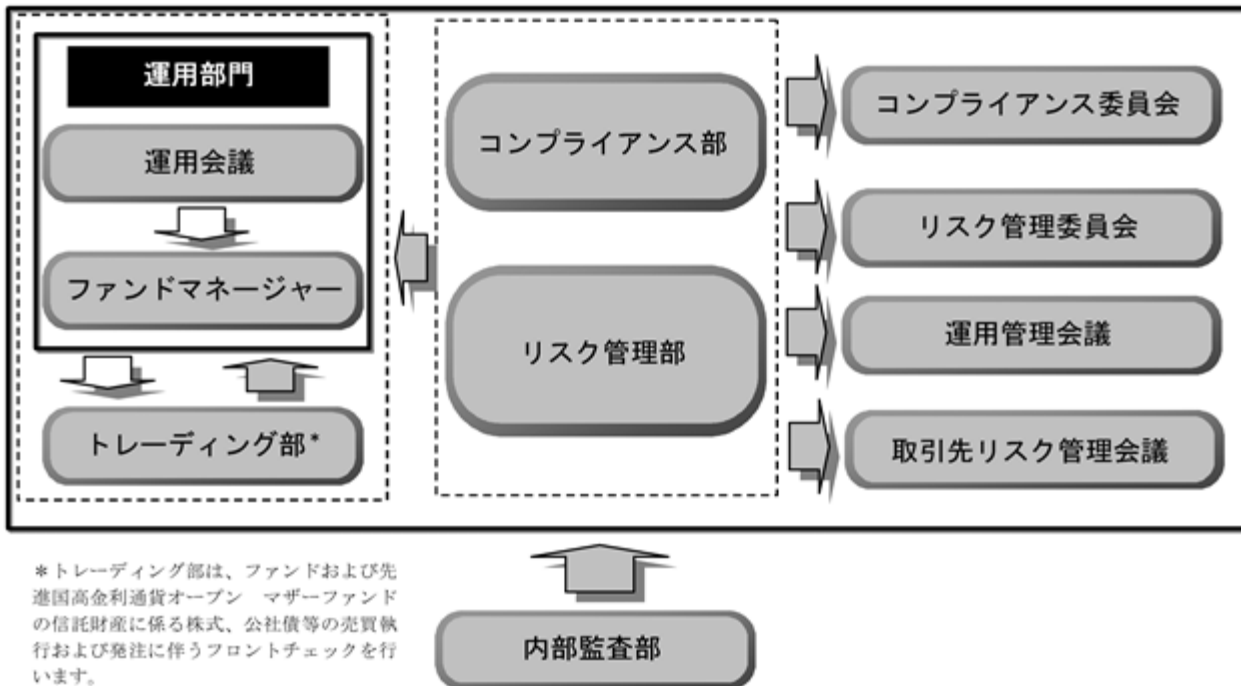 運用部門
運用会議
ファンドマネージャー
トレーディング部*
コンプライアンス部
リスク管理部
コンプライアンス委員会
リスク管理委員会
運用管理会議
取引先リスク管理会議
内部監査部
*トレーディング部は、ファンドおよび先
進国高金利通貨オープン　マザーファンド
の信託財産に係る株式、公社債等の売買執
行および発注に伴うフロントチェックを行
います。